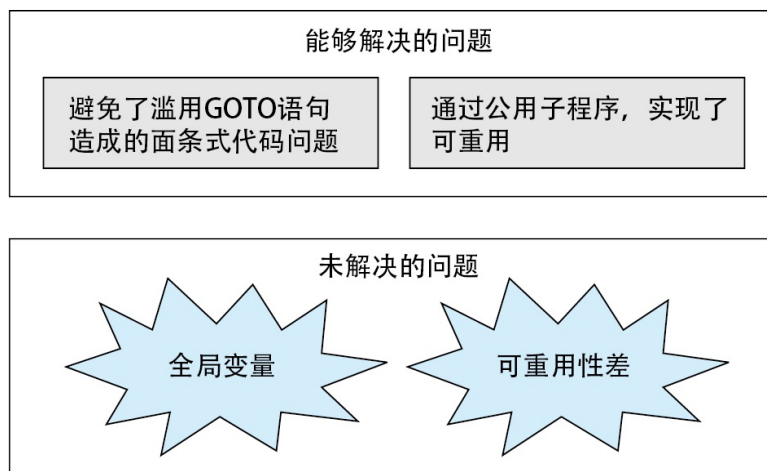 能够解决的问题
避免了滥用GOTO语句
造成的面条式代码问题
通过公用子程序，实现了
可重用
未解决的问题
全局变量
可重用性差